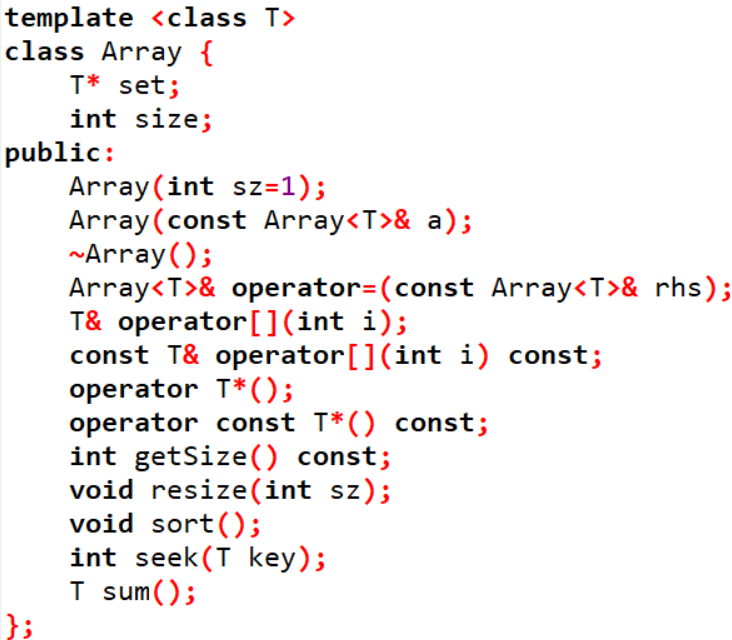 template <class T>
class Array {
    T* set;
    int size;
public:
    Array(int sz=1);
    Array(const Array<T>& a);
    ~Array();
    Array<T>& operator=(const Array<T>& rhs);
    T& operator[](int i);
    const T& operator[](int i) const;
    operator T*();
    operator const T*() const;
    int getSize() const;
    void resize(int sz);
    void sort();
    int seek(T key);
    T sum();
};